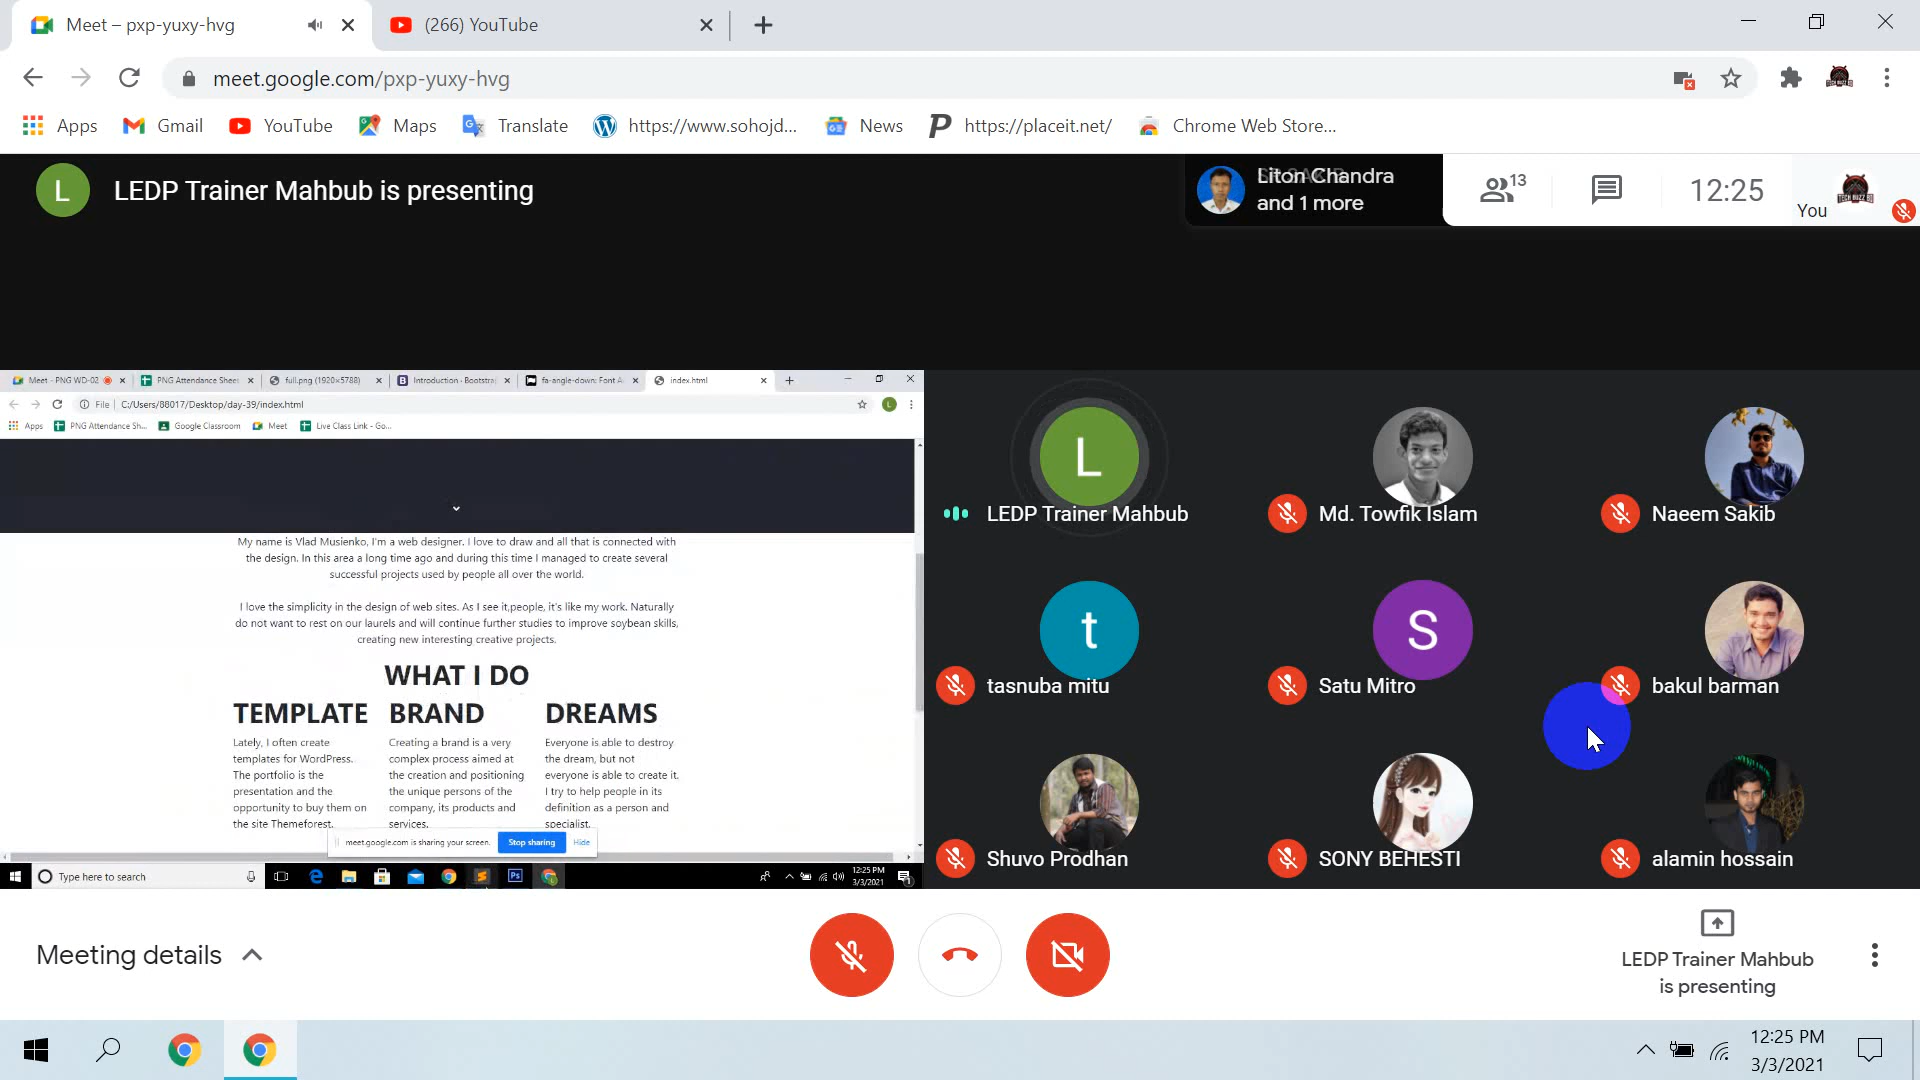 Meet – pxp-yuxy-hvg
(266) YouTube
meet.google.com/pxp-yuxy-hvg
Apps
Gmail
YouTube
Maps
Translate
https://www.sohojd...
News
https://placeit.net/
Chrome Web Store...
L
LEDP Trainer Mahbub is presenting
Liton Chandra
and 1 more
13
12:25
You
TECH BUZZ BD
Meet - PNG WD-02
PNG Attendance Sheet
full.png (1920×5788)
Introduction · Bootstra
fa-angle-down: Font A
index.html
File
C:/Users/88017/Desktop/day-39/index.html
L
Apps
PNG Attendance Sh...
Google Classroom
Meet
Live Class Link - Go...
My name is Vlad Musienko, I'm a web designer. I love to draw and all that is connected with
the design. In this area a long time ago and during this time I managed to create several
successful projects used by people all over the world.
I love the simplicity in the design of web sites. As I see it,people, it's like my work. Naturally
do not want to rest on our laurels and will continue further studies to improve soybean skills,
creating new interesting creative projects.
WHAT I DO
TEMPLATE
Lately, I often create
templates for WordPress.
The portfolio is the
presentation and the
opportunity to buy them on
the site Themeforest.
BRAND
Creating a brand is a very
complex process aimed at
the creation and positioning
the unique persons of the
company, its products and
services.
DREAMS
Everyone is able to destroy
the dream, but not
everyone is able to create it.
I try to help people in its
definition as a person and
specialist.
meet.google.com is sharing your screen.
Stop sharing
Hide
Type here to search
Ps
12:25 PM
3/3/2021
L
LEDP Trainer Mahbub
Md. Towfik Islam
Naeem Sakib
t
tasnuba mitu
S
Satu Mitro
bakul barman
Shuvo Prodhan
SONY BEHESTI
alamin hossain
Meeting details
LEDP Trainer Mahbub
is presenting
12:25 PM
3/3/2021